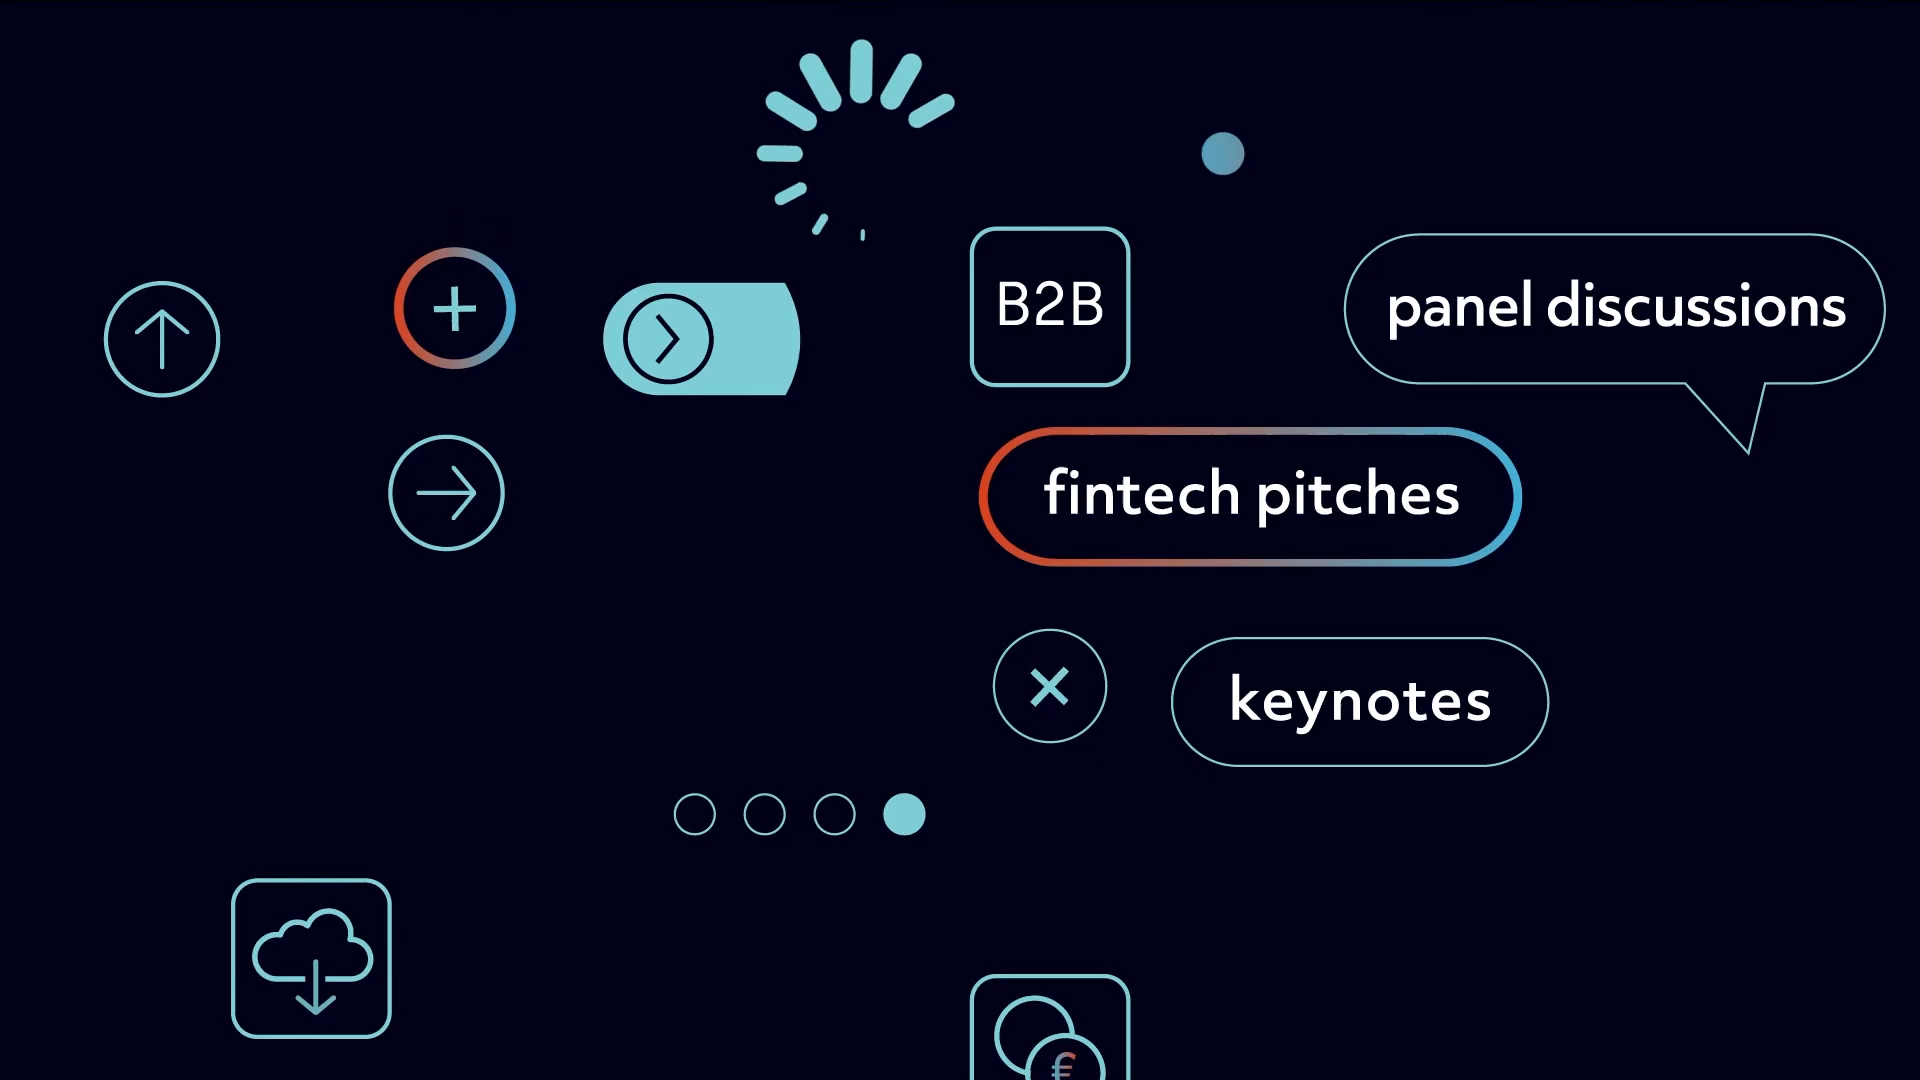 B2B
panel discussions
fintech pitches
keynotes
€